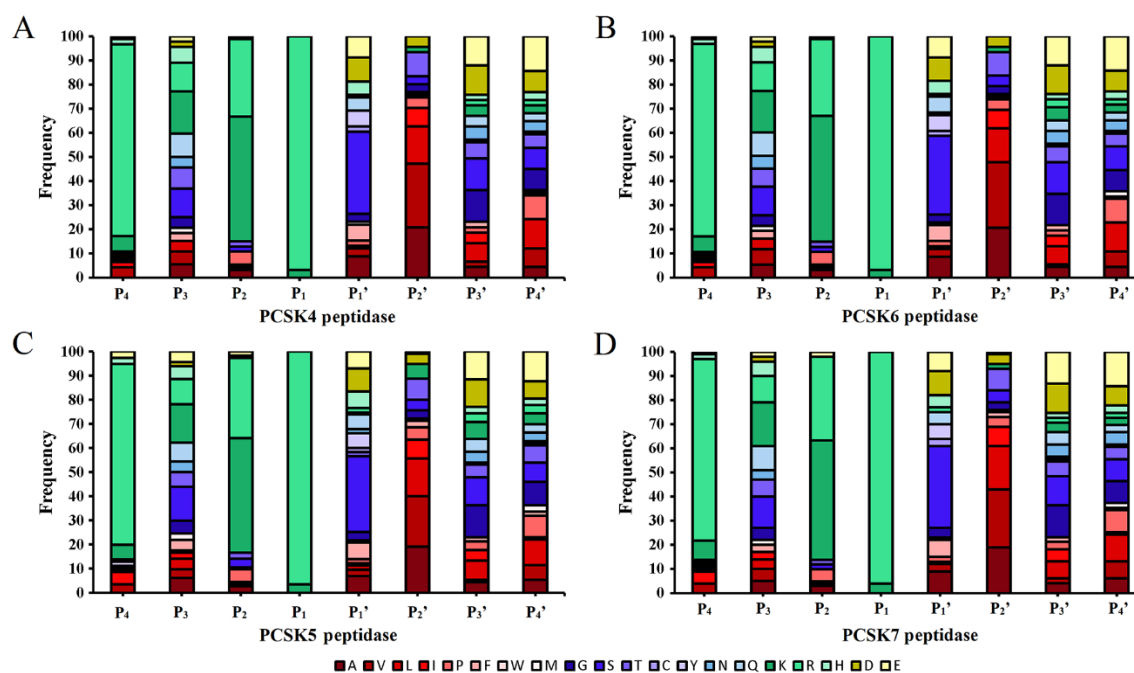 A
Frequency
100
90
80
70
60
50
40
30
20
10
0
P4 P3 P2 P1 P1’ P2’ P3’ P4’
PCSK4 peptidase
B
Frequency
100
90
80
70
60
50
40
30
20
10
0
P4 P3 P2 P1 P1’ P2’ P3’ P4’
PCSK6 peptidase
C
Frequency
100
90
80
70
60
50
40
30
20
10
0
P4 P3 P2 P1 P1’ P2’ P3’ P4’
PCSK5 peptidase
D
Frequency
100
90
80
70
60
50
40
30
20
10
0
P4 P3 P2 P1 P1’ P2’ P3’ P4’
PCSK7 peptidase
A V L I P F W M G S T C Y N Q K R H D E